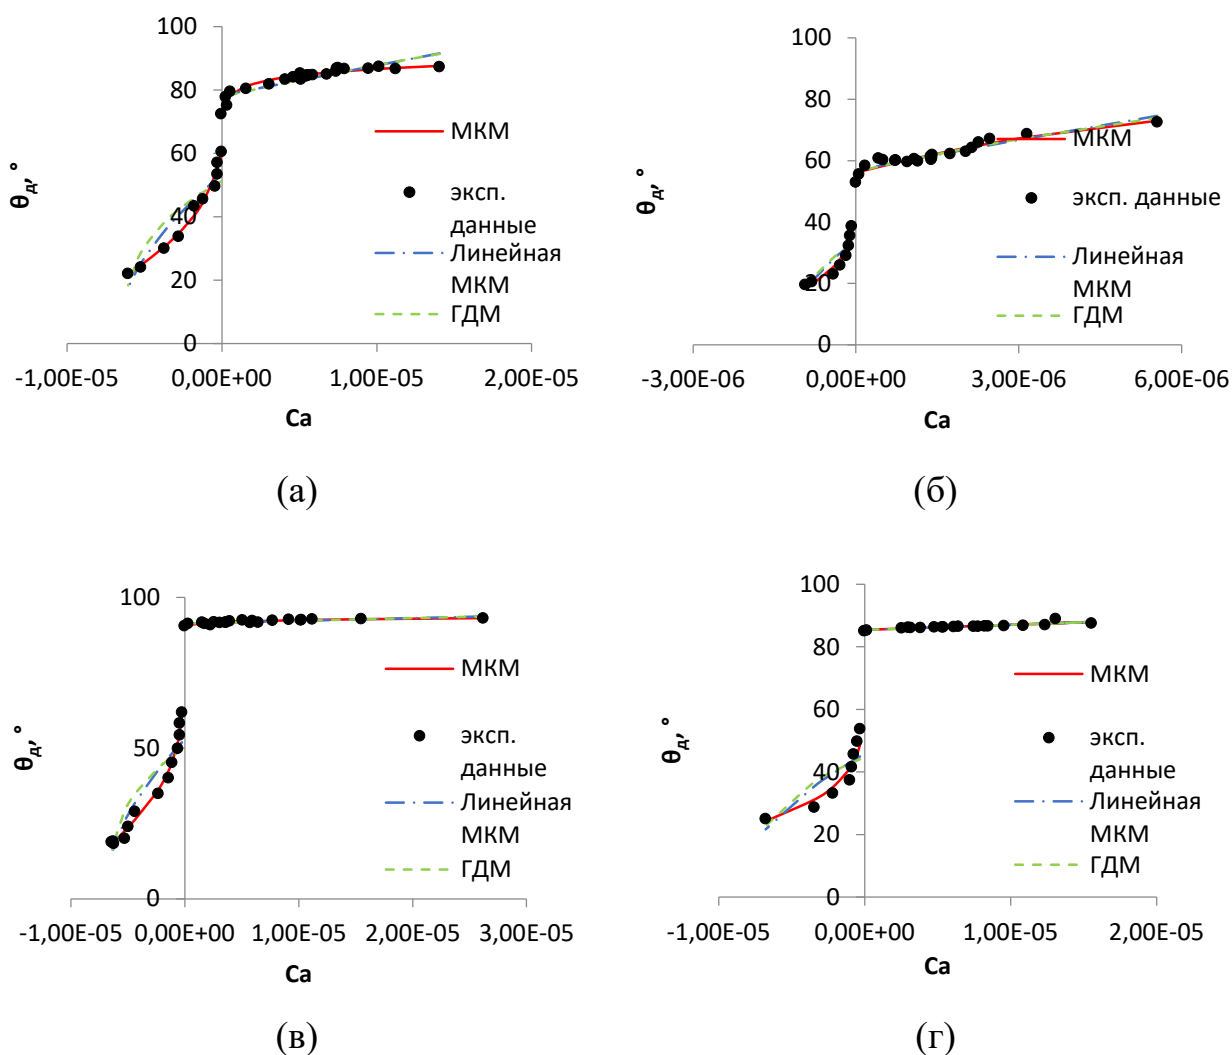 100
80
60
40
20
0
-1,00E-05 0,00E+00 1,00E-05 2,00E-05
θд, °
Ca
МКМ
эксп.
данные
Линейная
МКМ
ГДМ
(а)
100
80
60
40
20
0
-3,00E-06 0,00E+00 3,00E-06 6,00E-06
θд, °
Ca
МКМ
эксп. данные
Линейная
МКМ
ГДМ
(б)
100
50
0
-1,00E-05 0,00E+00 1,00E-05 2,00E-05 3,00E-05
θд, °
Ca
МКМ
эксп.
данные
Линейная
МКМ
ГДМ
(в)
100
80
60
40
20
0
-1,00E-05 0,00E+00 1,00E-05 2,00E-05
θд, °
Ca
МКМ
эксп.
данные
Линейная
МКМ
ГДМ
(г)